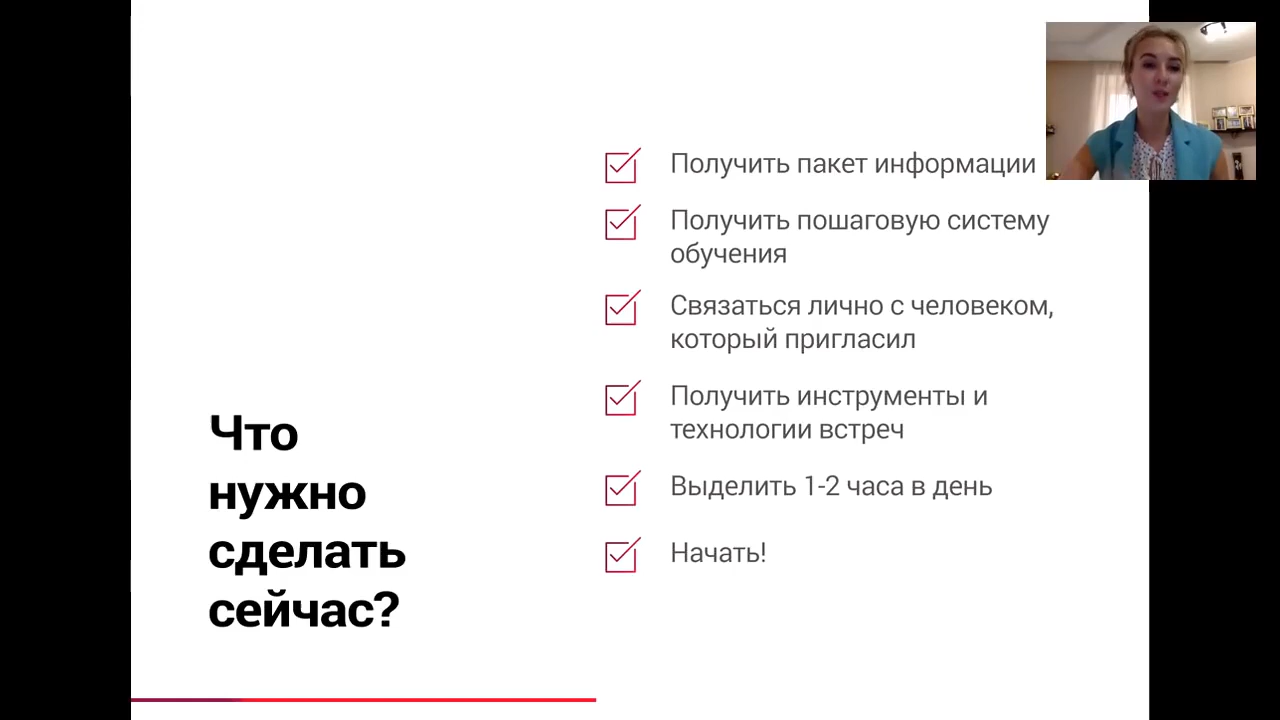 Что
нужно
сделать
сейчас?
Получить пакет информации
Получить пошаговую систему
обучения
Связаться лично с человеком,
который пригласил
Получить инструменты и
технологии встреч
Выделить 1-2 часа в день
Начать!